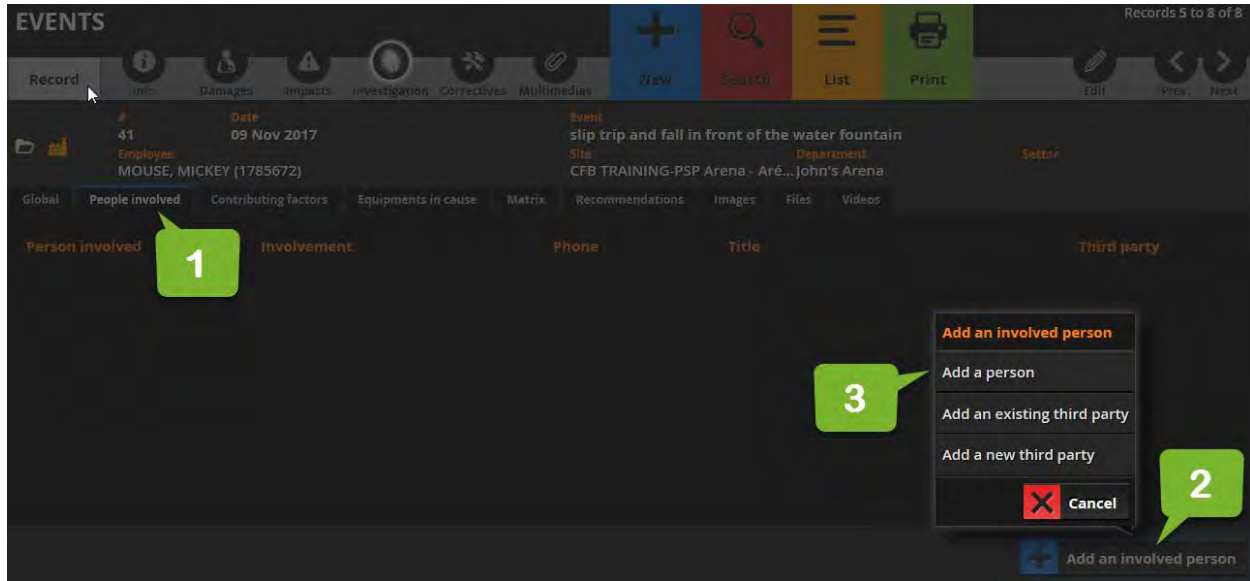 EVENTS
Records 5 to 8 of 8
Record
Info
Damages
Impacts
Investigation
Correctives
Multimedias
New
Search
List
Print
Edit
Prev.
Next
#
Date
Event
41
09 Nov 2017
slip trip and fall in front of the water fountain
Employee
Site
Department
Sector
MOUSE, MICKEY (1785672)
CFB TRAINING-PSP Arena - Aré...
John's Arena
Global
People involved
Contributing factors
Equipments in cause
Matrix
Recommendations
Images
Files
Videos
Person involved
Involvement
Phone
Title
Third party
1
Add an involved person
Add a person
3
Add an existing third party
Add a new third party
Cancel
2
Add an involved person